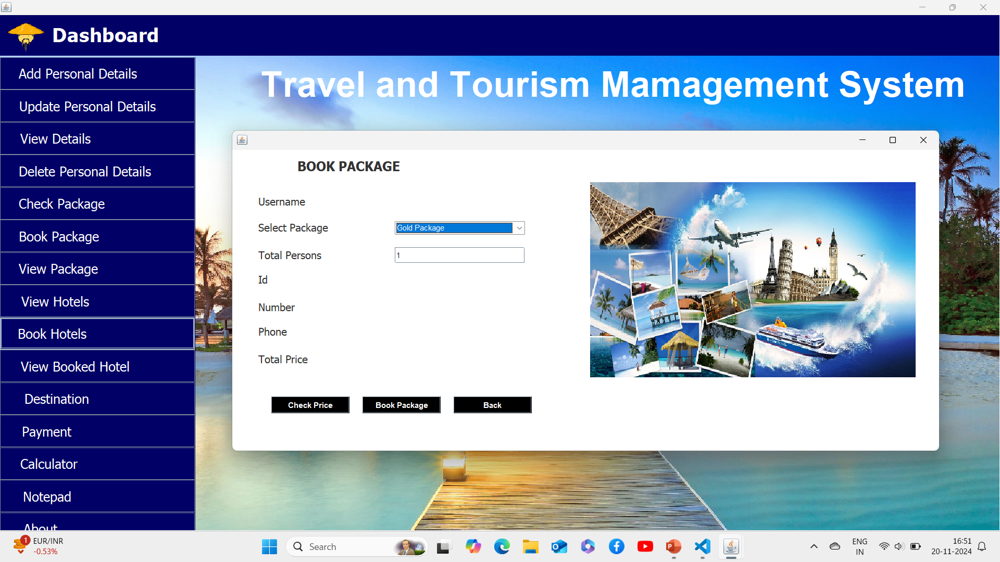 Dashboard
Add Personal Details
Update Personal Details
View Details
Delete Personal Details
Check Package
Book Package
View Package
View Hotels
Book Hotels
View Booked Hotel
Destination
Payment
Calculator
Notepad
About
Travel and Tourism Mamagement System
BOOK PACKAGE
Username
Select Package
Gold Package
Total Persons
1
Id
Number
Phone
Total Price
Check Price
Book Package
Back
1
EUR/INR
-0.53%
Search
ENG
IN
16:51
20-11-2024